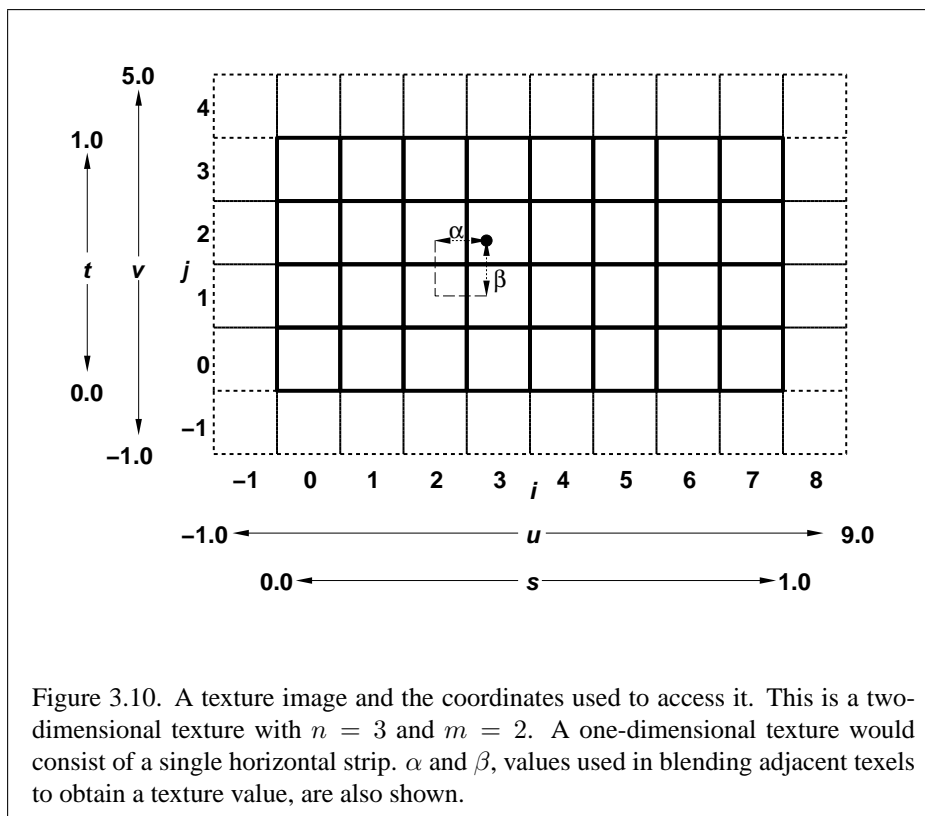 5.0
4
1.0
3
α
2
t v j
β
1
0
0.0
−1
−1.0
−1 0 1 2 3 4 5 6 7 8
i
−1.0 u 9.0
0.0 s 1.0
Figure 3.10. A texture image and the coordinates used to access it. This is a two-
dimensional texture with n = 3 and m = 2. A one-dimensional texture would
consist of a single horizontal strip. α and β, values used in blending adjacent texels
to obtain a texture value, are also shown.